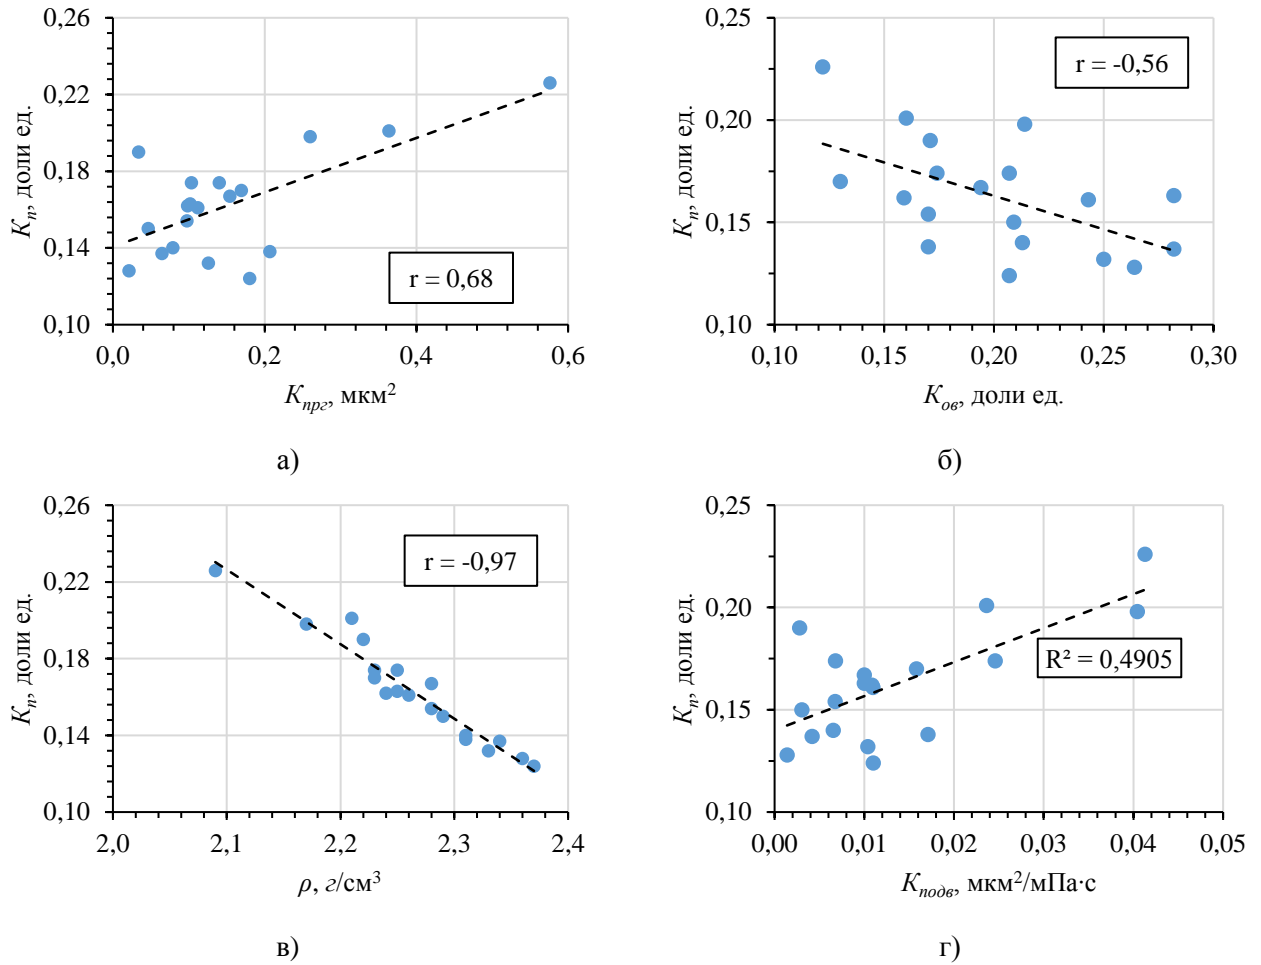 0,26
0,22
0,18
0,14
0,10
Kп, доли ед.
r = 0,68
0,0 0,2 0,4 0,6
Kпрг, мкм²
а)
0,25
0,20
0,15
0,10
Kп, доли ед.
r = -0,56
0,10 0,15 0,20 0,25 0,30
Kов, доли ед.
б)
0,26
0,22
0,18
0,14
0,10
Kп, доли ед.
r = -0,97
2,0 2,1 2,2 2,3 2,4
ρ, г/см³
в)
0,25
0,20
0,15
0,10
Kп, доли ед.
R² = 0,4905
0,00 0,01 0,02 0,03 0,04 0,05
Kподв, мкм²/мПа·с
г)